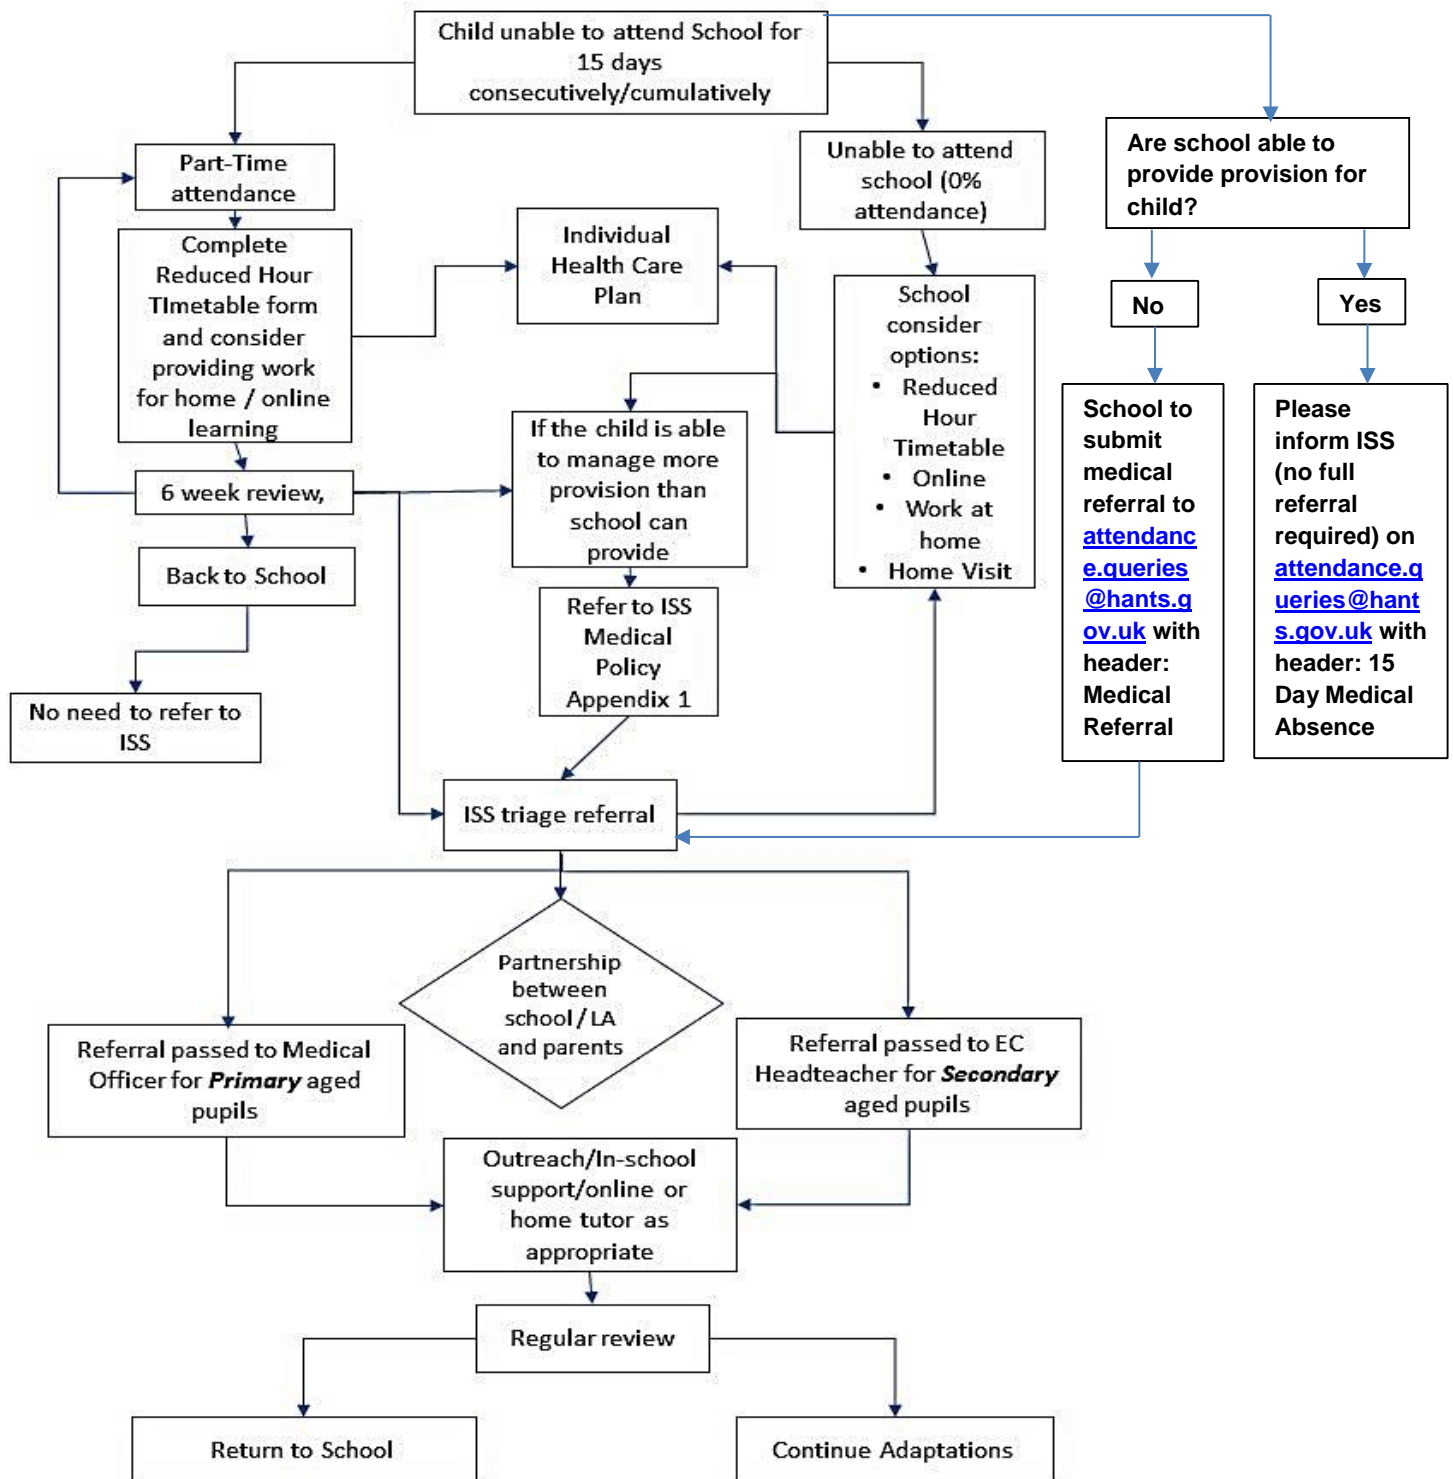 Child unable to attend School for
15 days
consecutively/cumulatively
Part-Time
attendance
Unable to attend
school (0%
attendance)
Are school able to
provide provision for
child?
Complete
Reduced Hour
TImetable form
and consider
providing work
for home / online
learning
Individual
Health Care
Plan
School
consider
options:
• Reduced
Hour
Timetable
• Online
• Work at
home
• Home Visit
No
Yes
6 week review,
If the child is able
to manage more
provision than
school can
provide
School to
submit
medical
referral to
attendanc
e.queries
@hants.g
ov.uk with
header:
Medical
Referral
Please
inform ISS
(no full
referral
required) on
attendance.q
ueries@hant
s.gov.uk with
header: 15
Day Medical
Absence
Back to School
Refer to ISS
Medical
Policy
Appendix 1
No need to refer to
ISS
ISS triage referral
Partnership
between
school / LA
and parents
Referral passed to Medical
Officer for Primary aged
pupils
Referral passed to EC
Headteacher for Secondary
aged pupils
Outreach/In-school
support/online or
home tutor as
appropriate
Regular review
Return to School
Continue Adaptations